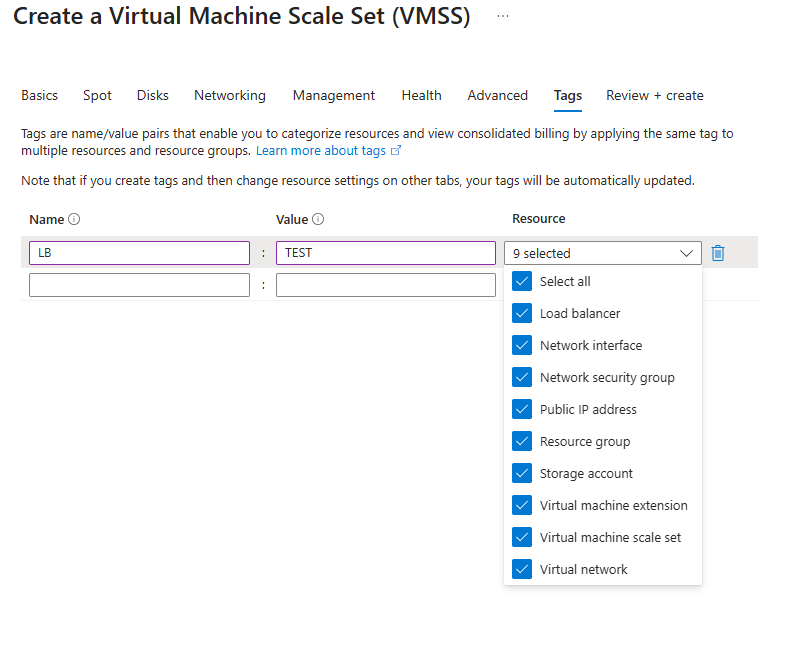 Create a Virtual Machine Scale Set (VMSS) ...
Basics Spot Disks Networking Management Health Advanced Tags Review + create
Tags are name/value pairs that enable you to categorize resources and view consolidated billing by applying the same tag to
multiple resources and resource groups. Learn more about tags
Note that if you create tags and then change resource settings on other tabs, your tags will be automatically updated.
Name Value Resource
LB : TEST 9 selected
:
Select all
Load balancer
Network interface
Network security group
Public IP address
Resource group
Storage account
Virtual machine extension
Virtual machine scale set
Virtual network